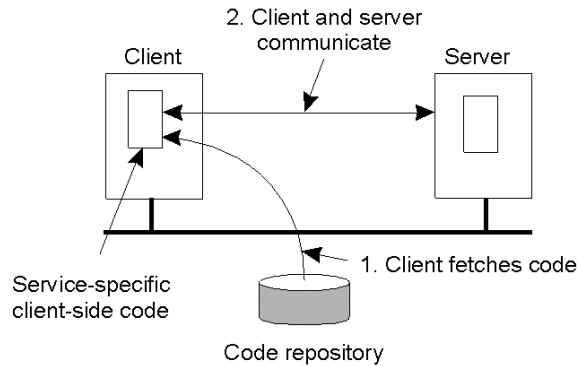 2. Client and server
communicate
Client
Server
1. Client fetches code
Service-specific
client-side code
Code repository